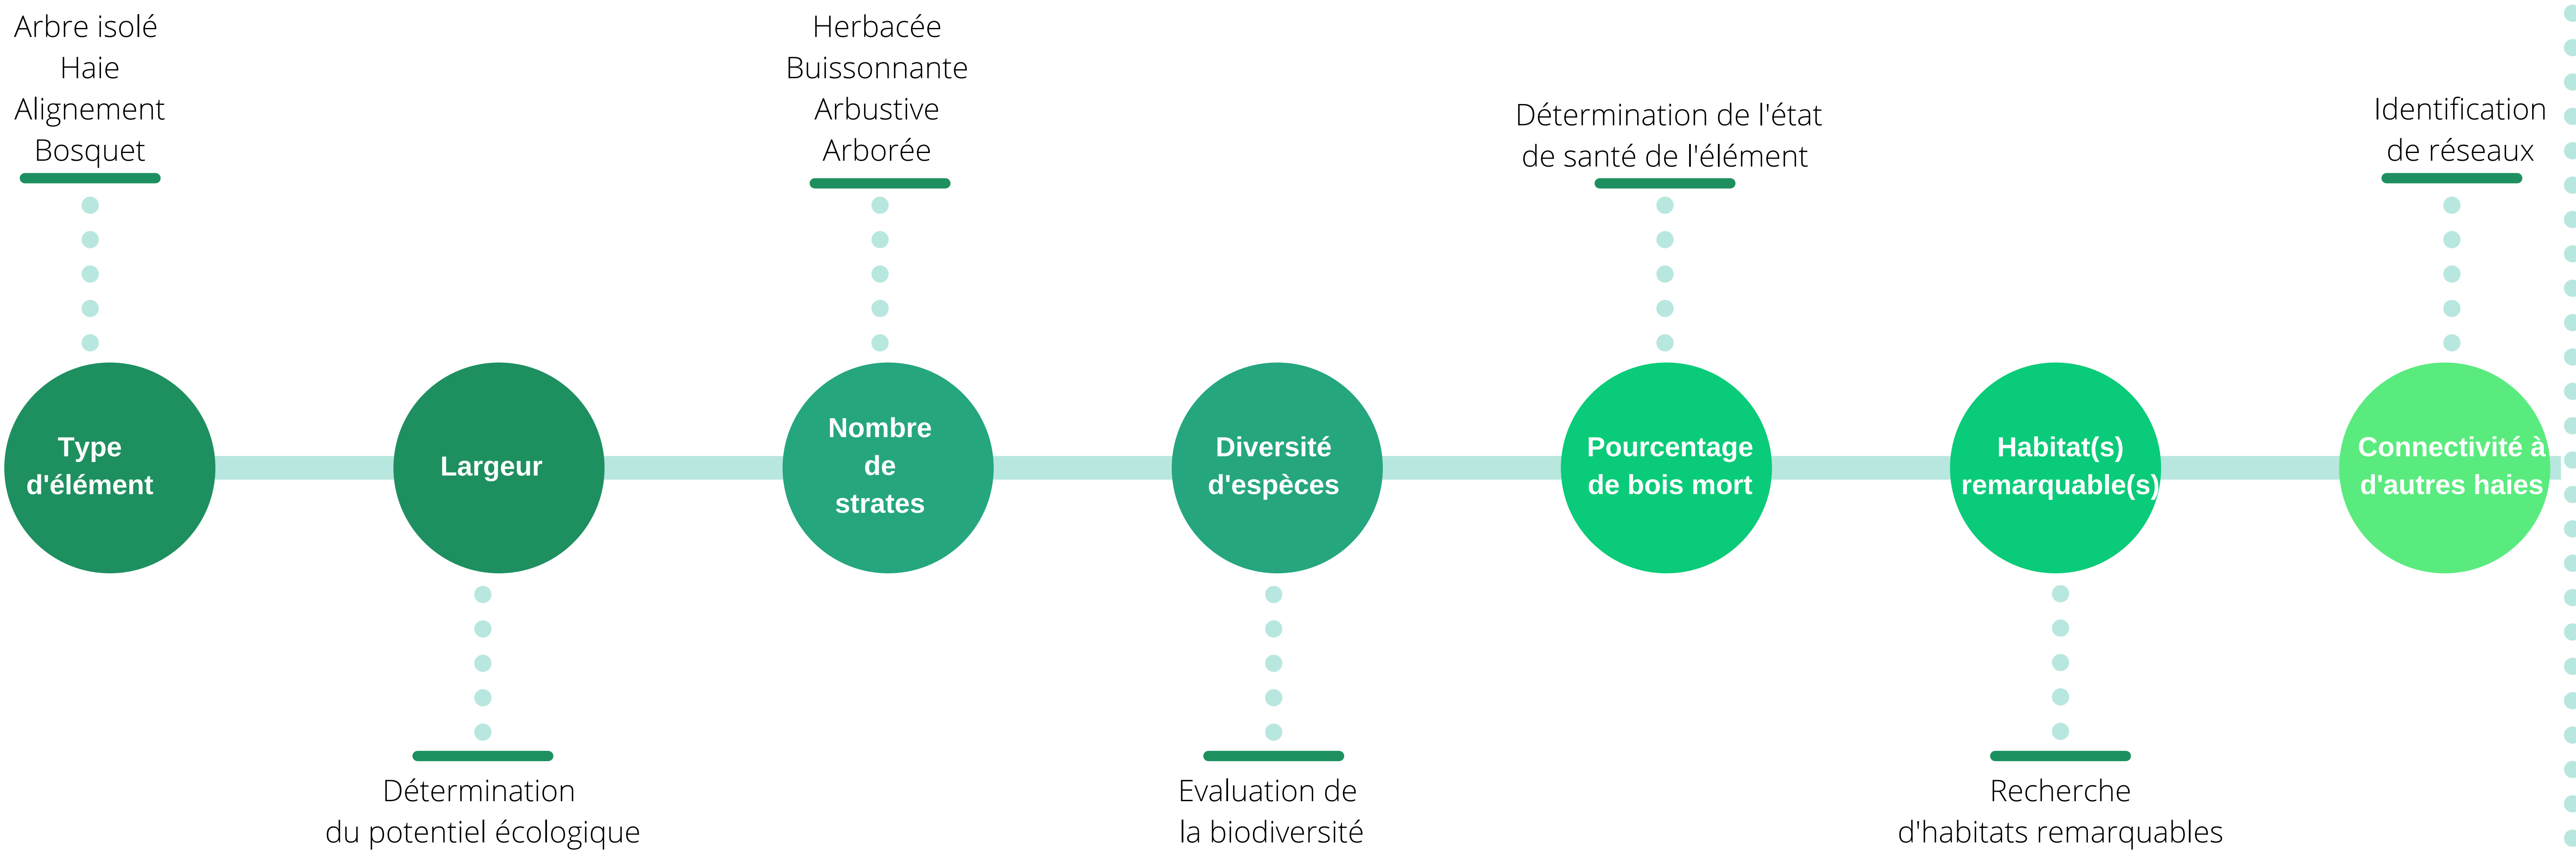 Arbre isolé
Haie
Alignement
Bosquet
Type
d'élément
Largeur
Détermination
du potentiel écologique
Herbacée
Buissonnante
Arbustive
Arborée
Nombre
de
strates
Diversité
d'espèces
Evaluation de
la biodiversité
Détermination de l'état
de santé de l'élément
Pourcentage
de bois mort
Habitat(s)
remarquable(s)
Recherche
d'habitats remarquables
Identification
de réseaux
Connectivité à
d'autres haies